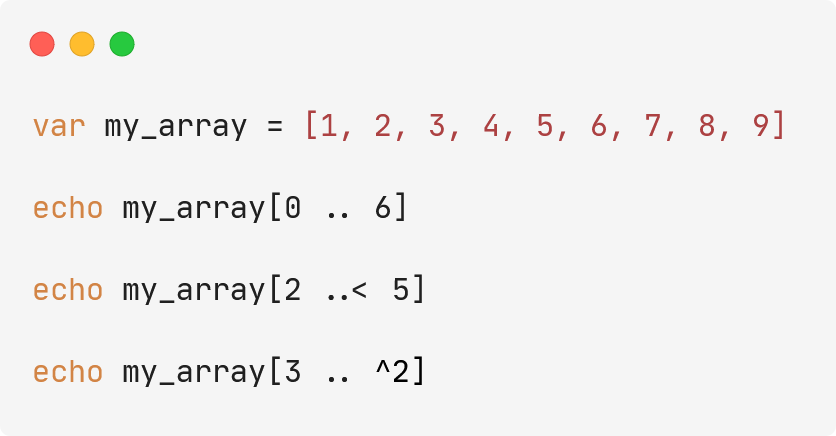 var my_array = [1, 2, 3, 4, 5, 6, 7, 8, 9]
echo my_array[0 .. 6]
echo my_array[2 ..< 5]
echo my_array[3 .. ^2]